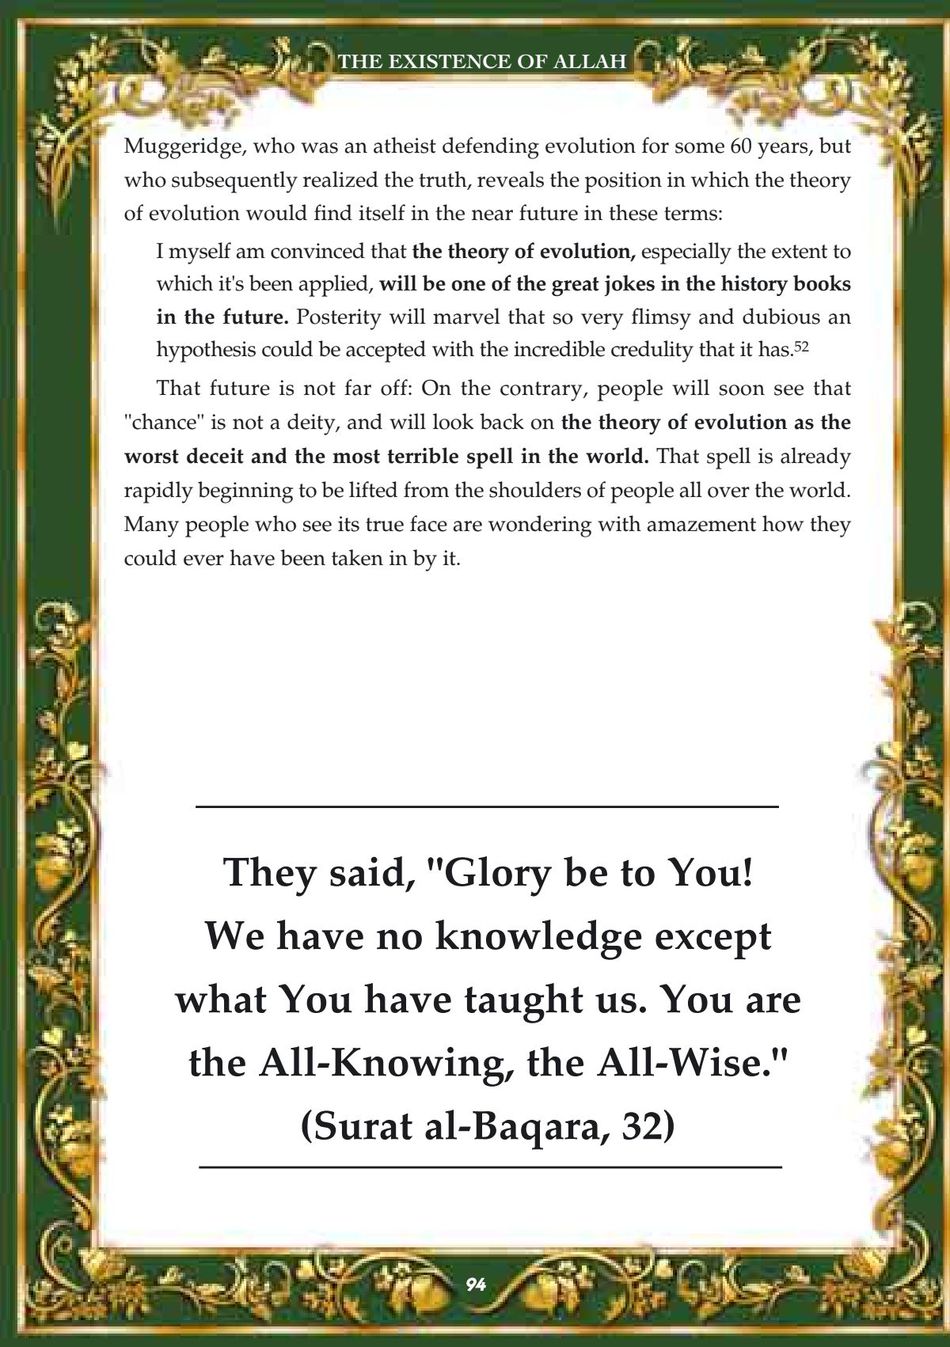 THE EXISTENCE OF ALLAH
Muggeridge, who was an atheist defending evolution for some 60 years, but
who subsequently realized the truth, reveals the position in which the theory
of evolution would find itself in the near future in these terms:
I myself am convinced that the theory of evolution, especially the extent to
which it's been applied, will be one of the great jokes in the history books
in the future. Posterity will marvel that so very flimsy and dubious an
hypothesis could be accepted with the incredible credulity that it has.52
That future is not far off: On the contrary, people will soon see that
"chance" is not a deity, and will look back on the theory of evolution as the
worst deceit and the most terrible spell in the world. That spell is already
rapidly beginning to be lifted from the shoulders of people all over the world.
Many people who see its true face are wondering with amazement how they
could ever have been taken in by it.
They said, "Glory be to You!
We have no knowledge except
what You have taught us. You are
the All-Knowing, the All-Wise."
(Surat al-Baqara, 32)
94